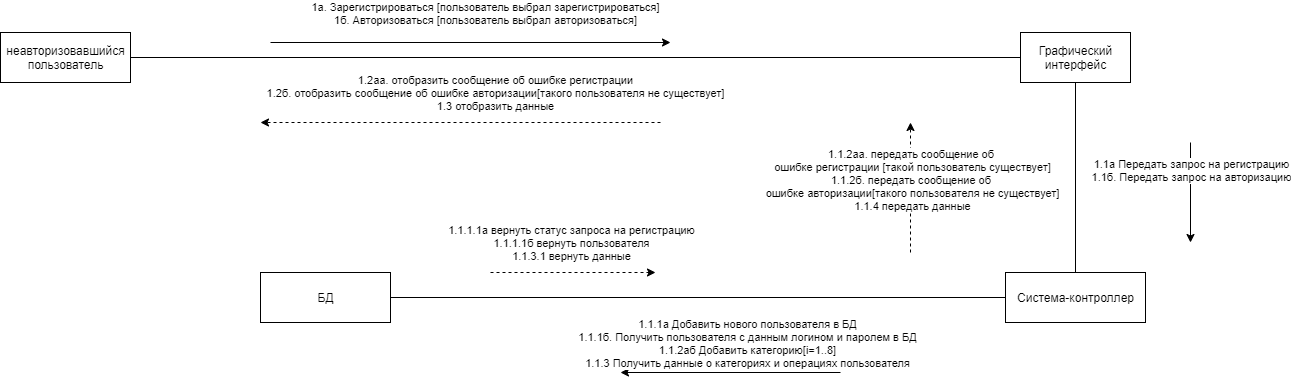 1а. Зарегистрироваться [пользователь выбрал зарегистрироваться]
1б. Авторизоваться [пользователь выбрал авторизоваться]
неавторизовавшийся
пользователь
Графический
интерфейс
1.2аа. отобразить сообщение об ошибке регистрации
1.2б. отобразить сообщение об ошибке авторизации[такого пользователя не существует]
1.3 отобразить данные
1.1.2аа. передать сообщение об
ошибке регистрации [такой пользователь существует]
1.1.2б. передать сообщение об
ошибке авторизации[такого пользователя не существует]
1.1.4 передать данные
1.1а Передать запрос на регистрацию
1.1б. Передать запрос на авторизацию
1.1.1.1а вернуть статус запроса на регистрацию
1.1.1.1б вернуть пользователя
1.1.3.1 вернуть данные
БД
Система-контроллер
1.1.1а Добавить нового пользователя в БД
1.1.1б. Получить пользователя с данным логином и паролем в БД
1.1.2аб Добавить категорию[i=1..8]
1.1.3 Получить данные о категориях и операциях пользователя